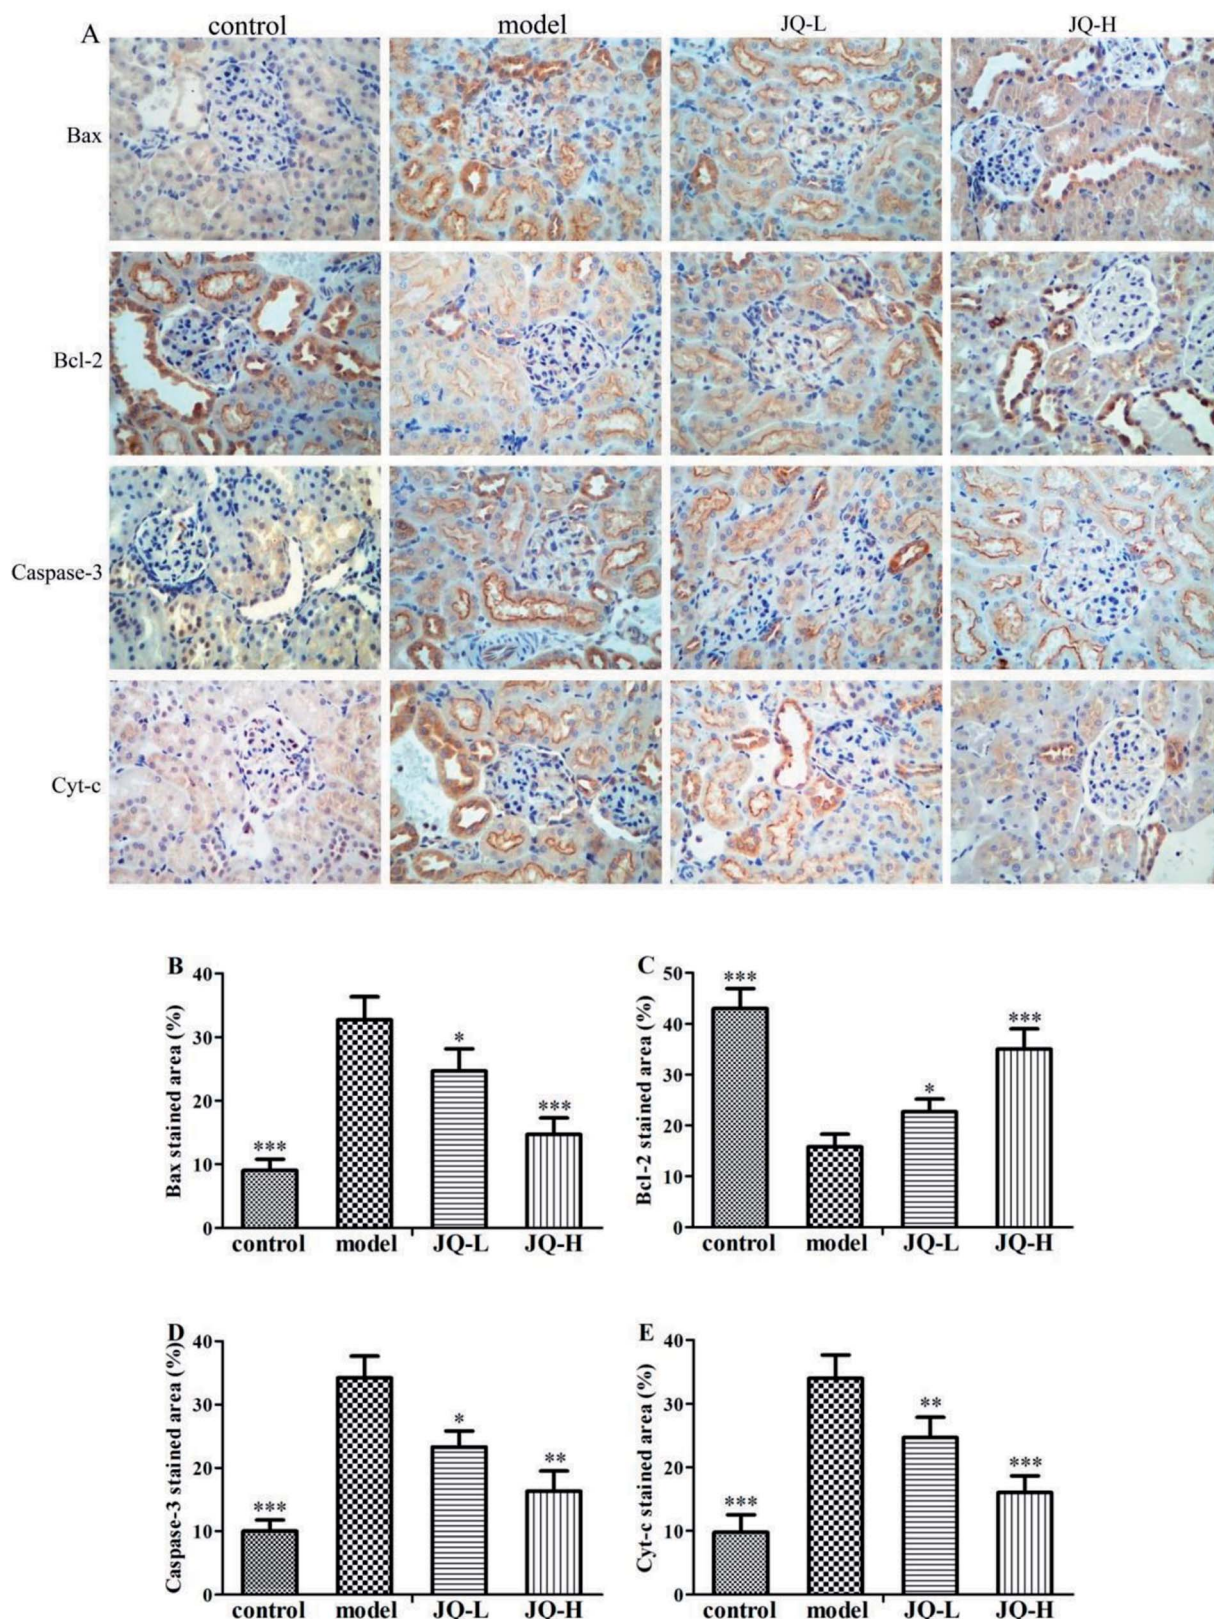 A
control model JQ-L JQ-H
Bax
Bcl-2
Caspase-3
Cyt-c
B
Bax stained area (%)
40
30
20
10
0
***
*
***
control model JQ-L JQ-H
C
Bcl-2 stained area (%)
50
40
30
20
10
0
***
*
***
control model JQ-L JQ-H
D
Caspase-3 stained area (%)
40
30
20
10
0
***
*
**
control model JQ-L JQ-H
E
Cyt-c stained area (%)
40
30
20
10
0
***
**
***
control model JQ-L JQ-H